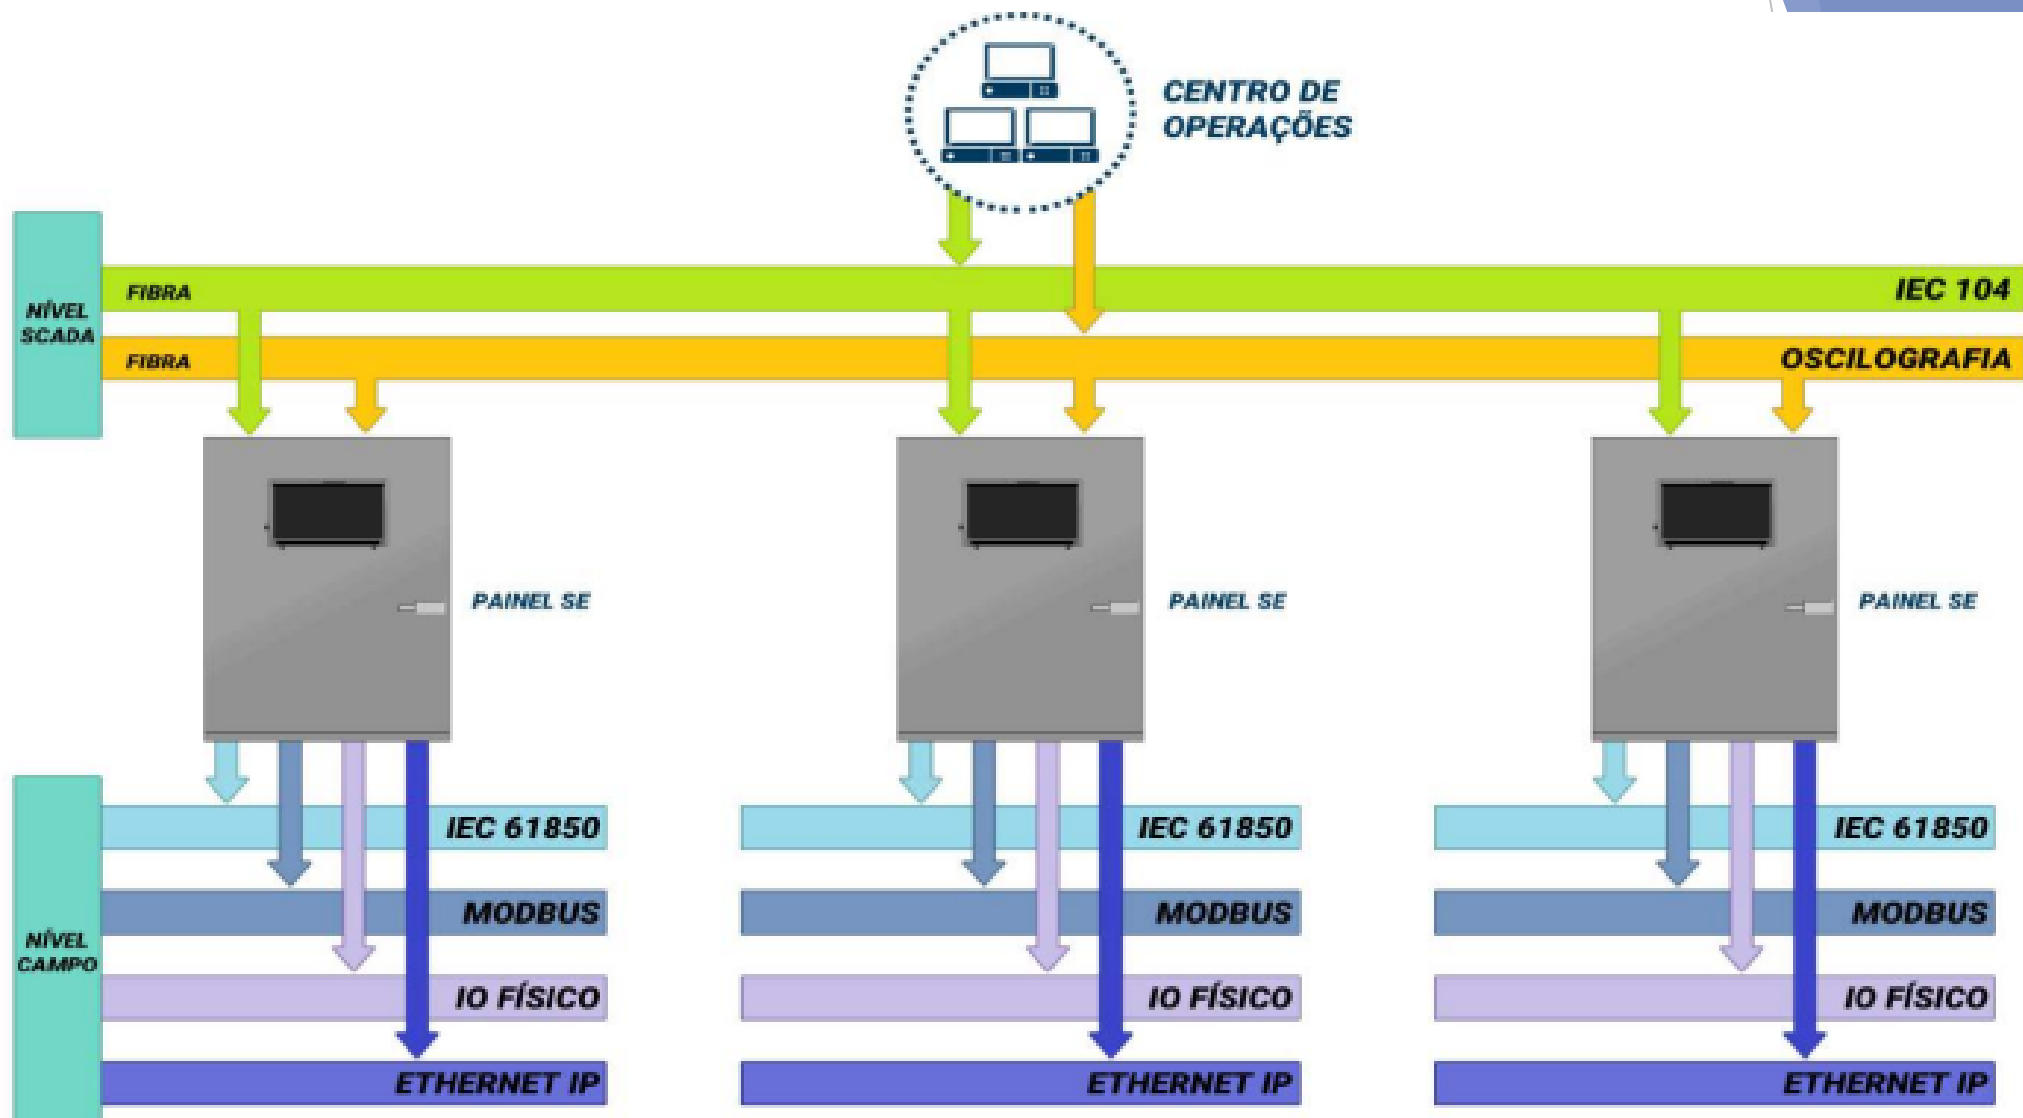 CENTRO DE
OPERAÇÕES
NÍVEL
SCADA
FIBRA
IEC 104
FIBRA
OSCILOGRAFIA
PAINEL SE
PAINEL SE
PAINEL SE
NÍVEL
CAMPO
IEC 61850
IEC 61850
IEC 61850
MODBUS
MODBUS
MODBUS
IO FÍSICO
IO FÍSICO
IO FÍSICO
ETHERNET IP
ETHERNET IP
ETHERNET IP